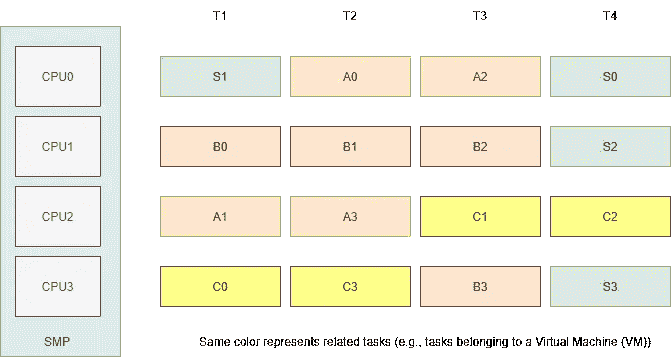 T1 T2 T3 T4
CPU0 S1 A0 A2 S0
CPU1 B0 B1 B2 S2
CPU2 A1 A3 C1 C2
CPU3 C0 C3 B3 S3
SMP Same color represents related tasks (e.g., tasks belonging to a Virtual Machine (VM))